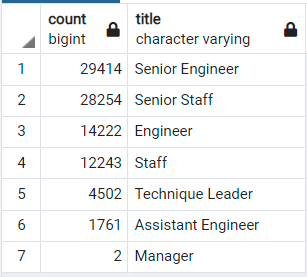 count title
bigint character varying
1 29414 Senior Engineer
2 28254 Senior Staff
3 14222 Engineer
4 12243 Staff
5 4502 Technique Leader
6 1761 Assistant Engineer
7 2 Manager